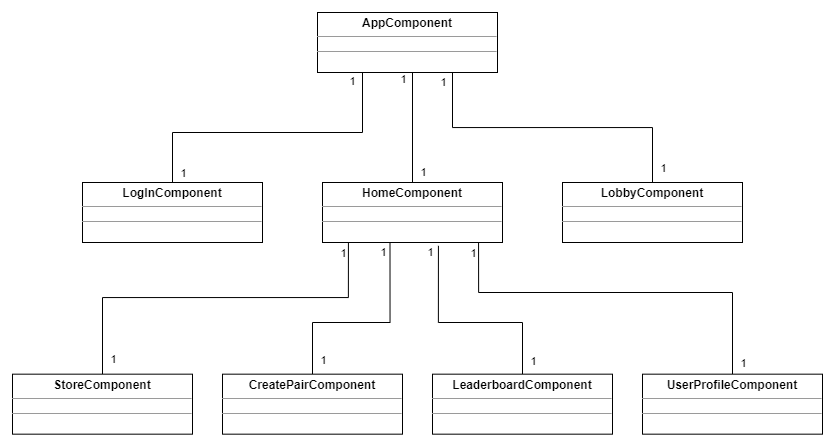 AppComponent
1 1 1
1 1 1
LogInComponent HomeComponent LobbyComponent
1 1 1 1
1 1 1 1
StoreComponent CreatePairComponent LeaderboardComponent UserProfileComponent